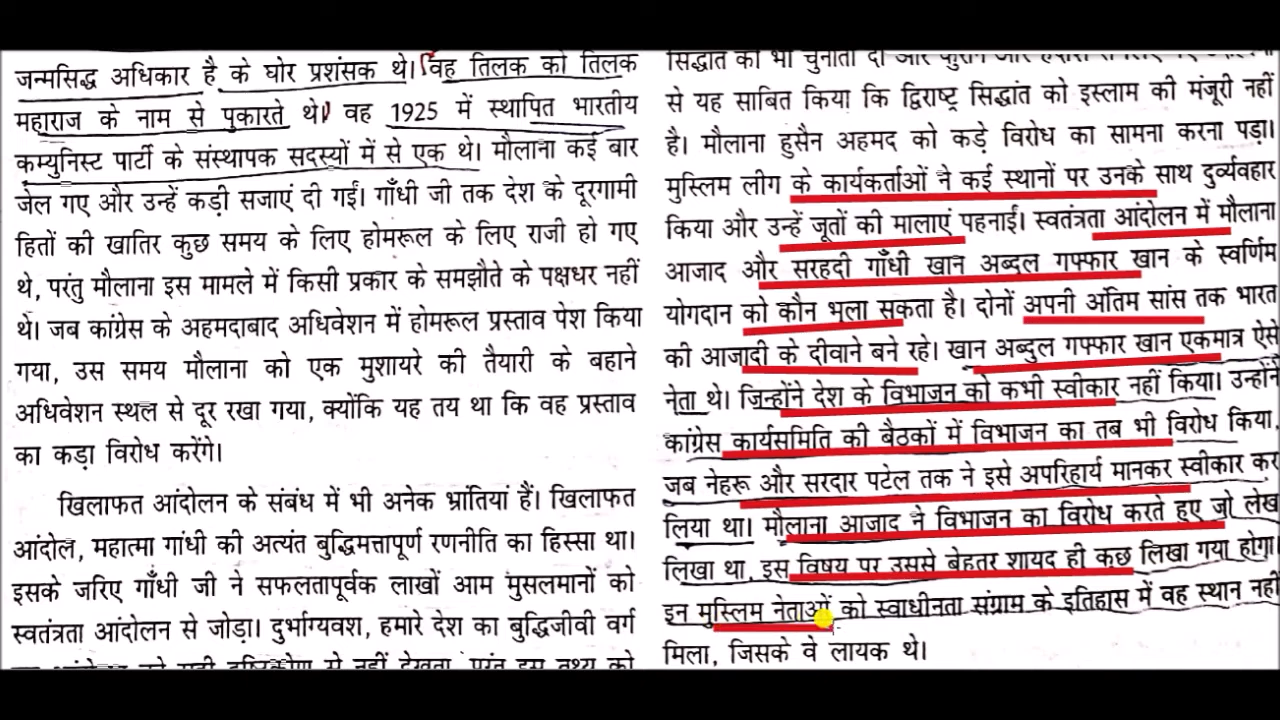 जन्मसिद्ध अधिकार है के घोर प्रशंसक थे। वह तिलक को तिलक
महाराज के नाम से पुकारते थे। वह 1925 में स्थापित भारतीय
कम्युनिस्ट पार्टी के संस्थापक सदस्यों में से एक थे। मौलाना कई बार
जेल गए और उन्हें कड़ी सजाएं दी गईं। गाँधी जी तक देश के दूरगामी
हितों की खातिर कुछ समय के लिए होमरूल के लिए राजी हो गए
थे, परंतु मौलाना इस मामले में किसी प्रकार के समझौते के पक्षधर नहीं
थे। जब कांग्रेस के अहमदाबाद अधिवेशन में होमरूल प्रस्ताव पेश किया
गया, उस समय मौलाना को एक मुशायरे की तैयारी के बहाने
अधिवेशन स्थल से दूर रखा गया, क्योंकि यह तय था कि वह प्रस्ताव
का कड़ा विरोध करेंगे।
खिलाफत आंदोलन के संबंध में भी अनेक भ्रांतियां हैं। खिलाफत
आंदोल, महात्मा गांधी की अत्यंत बुद्धिमत्तापूर्ण रणनीति का हिस्सा था।
इसके जरिए गाँधी जी ने सफलतापूर्वक लाखों आम मुसलमानों को
स्वतंत्रता आंदोलन से जोड़ा। दुर्भाग्यवश, हमारे देश का बुद्धिजीवी वर्ग
से नहीं देखता, परंतु इस तथ्य को
सिद्धांत को भी चुनौती दी और कुरान और
से यह साबित किया कि द्विराष्ट्र सिद्धांत को इस्लाम की मंजूरी नहीं
है। मौलाना हुसैन अहमद को कड़े विरोध का सामना करना पड़ा।
मुस्लिम लीग के कार्यकर्ताओं ने कई स्थानों पर उनके साथ दुर्व्यवहार
किया और उन्हें जूतों की मालाएं पहनाईं। स्वतंत्रता आंदोलन में मौलाना
आजाद और सरहदी गाँधी खान अब्दुल गफ्फार खान के स्वर्णिम
योगदान को कौन भुला सकता है। दोनों अपनी अंतिम सांस तक भारत
की आजादी के दीवाने बने रहे। खान अब्दुल गफ्फार खान एकमात्र ऐसे
नेता थे। जिन्होंने देश के विभाजन को कभी स्वीकार नहीं किया। उन्होंने
कांग्रेस कार्यसमिति की बैठकों में विभाजन का तब भी विरोध किया,
जब नेहरू और सरदार पटेल तक ने इसे अपरिहार्य मानकर स्वीकार कर
लिया था। मौलाना आजाद ने विभाजन का विरोध करते हुए जो लेख
लिखा था, इस विषय पर उससे बेहतर शायद ही कुछ लिखा गया होगा।
इन मुस्लिम नेताओं को स्वाधीनता संग्राम के इतिहास में वह स्थान नहीं
मिला, जिसके वे लायक थे।